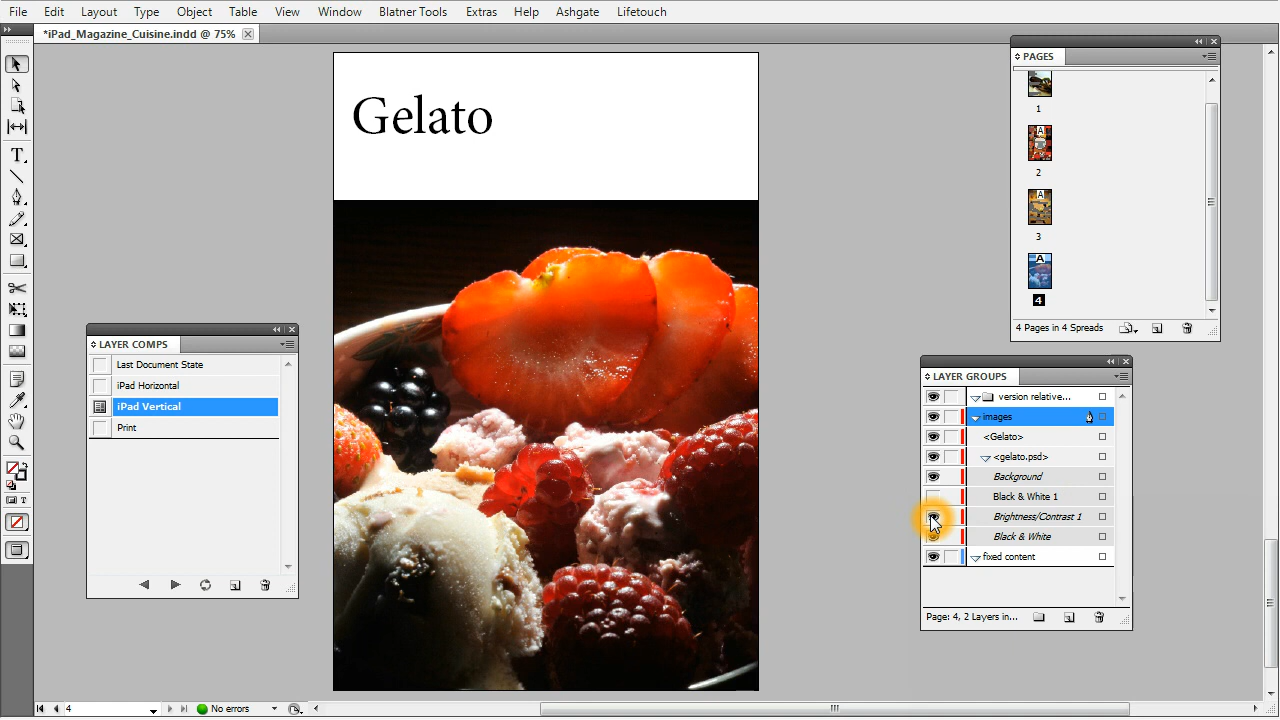 File Edit Layout Type Object Table View Window Blatner Tools Extras Help Ashgate Lifetouch
*iPad_Magazine_Cuisine.indd @ 75%
Gelato
PAGES
1
A
2
A
3
A
4
4 Pages in 4 Spreads
LAYER COMPS
Last Document State
iPad Horizontal
iPad Vertical
Print
LAYER GROUPS
version relative...
images
<Gelato>
<gelato.psd>
Background
Black & White 1
Brightness/Contrast 1
Black & White
fixed content
Page: 4, 2 Layers in...
T
T
4
No errors